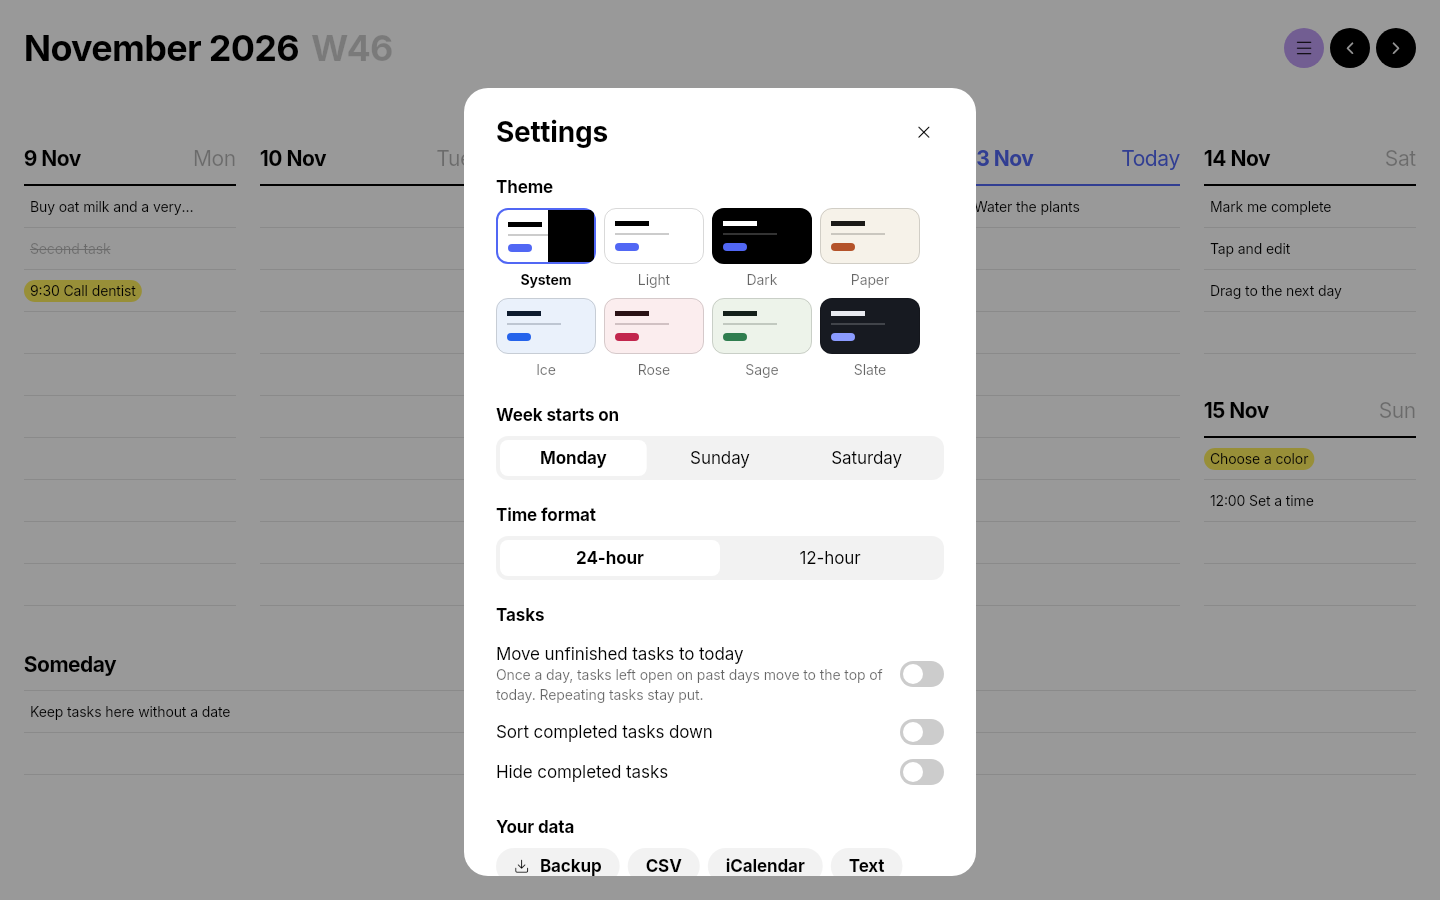 November 2026 W46
Settings
9 Nov Mon
10 Nov Tue
3 Nov Today
14 Nov Sat
Buy oat milk and a very...
Second task
9:30 Call dentist
Water the plants
Mark me complete
Tap and edit
Drag to the next day
15 Nov Sun
Choose a color
12:00 Set a time
Someday
Keep tasks here without a date
Theme
System
Light
Dark
Paper
Ice
Rose
Sage
Slate
Week starts on
Monday
Sunday
Saturday
Time format
24-hour
12-hour
Tasks
Move unfinished tasks to today
Once a day, tasks left open on past days move to the top of
today. Repeating tasks stay put.
Sort completed tasks down
Hide completed tasks
Your data
Backup
CSV
iCalendar
Text